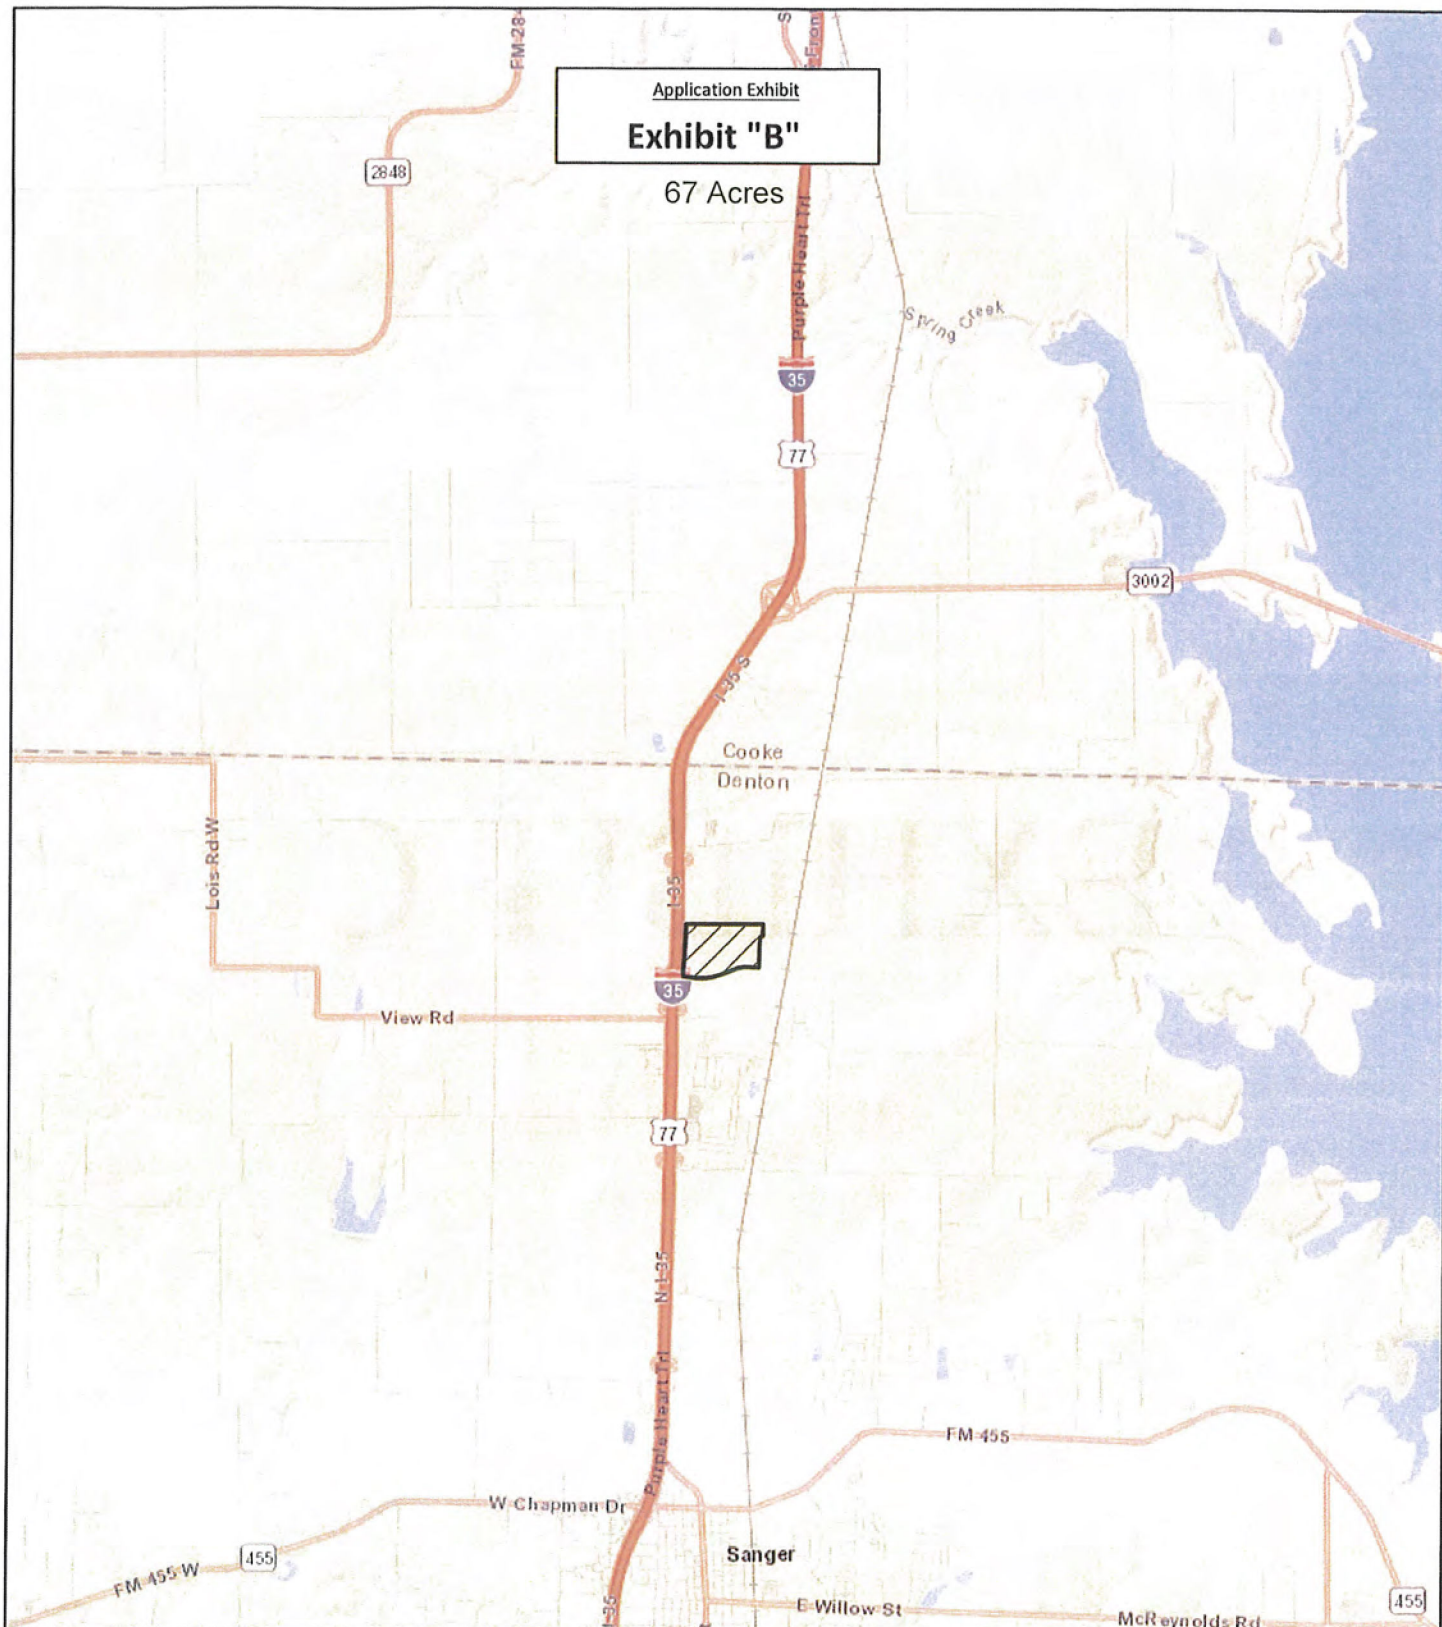 FM 28
S
Front
Application Exhibit
Exhibit "B"
2848
67 Acres
Purple Heart Trl
Spring Creek
35
77
3002
I-35-S
Cooke
Denton
Lois Rd W
I-35
35
View Rd
77
N I-35
Purple Heart Trl
FM 455
W Chapman Dr
Sanger
455
FM 455 W
I-35
E Willow St
455
McReynolds Rd